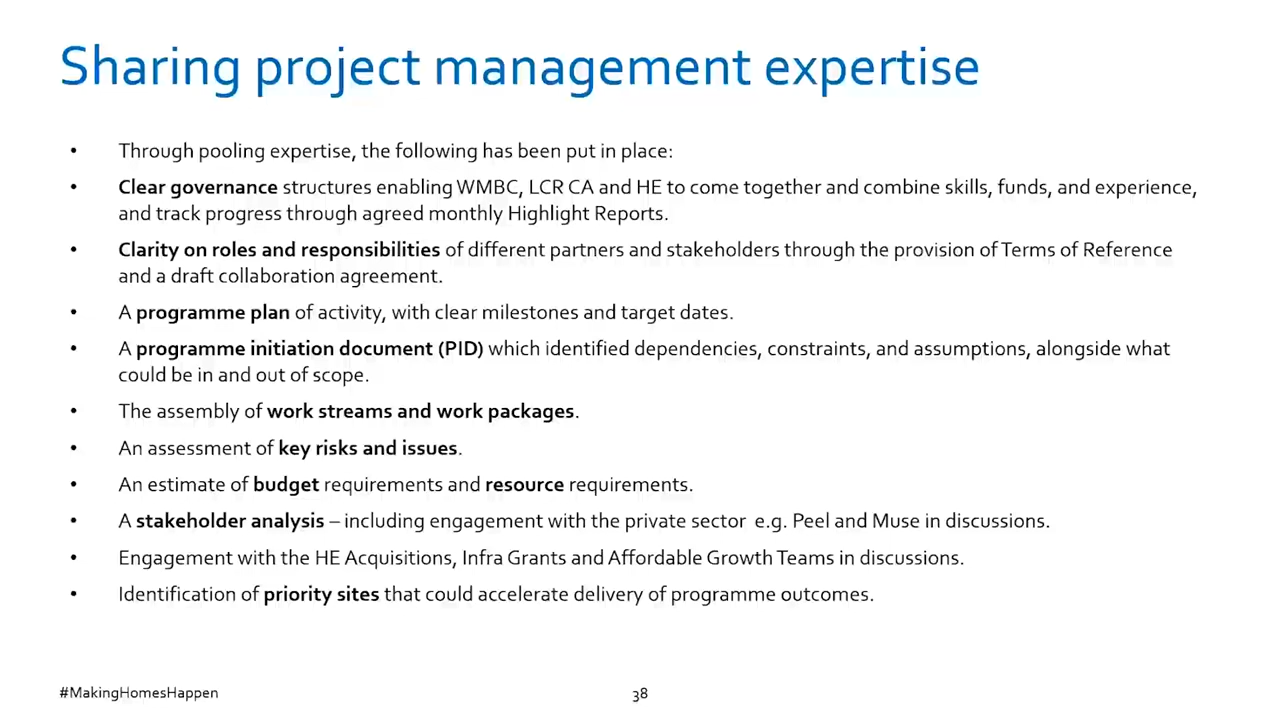 Sharing project management expertise
• Through pooling expertise, the following has been put in place:
• Clear governance structures enabling WMBC, LCR CA and HE to come together and combine skills, funds, and experience,
and track progress through agreed monthly Highlight Reports.
• Clarity on roles and responsibilities of different partners and stakeholders through the provision of Terms of Reference
and a draft collaboration agreement.
• A programme plan of activity, with clear milestones and target dates.
• A programme initiation document (PID) which identified dependencies, constraints, and assumptions, alongside what
could be in and out of scope.
• The assembly of work streams and work packages.
• An assessment of key risks and issues.
• An estimate of budget requirements and resource requirements.
• A stakeholder analysis – including engagement with the private sector  e.g. Peel and Muse in discussions.
• Engagement with the HE Acquisitions, Infra Grants and Affordable Growth Teams in discussions.
• Identification of priority sites that could accelerate delivery of programme outcomes.
#MakingHomesHappen
38